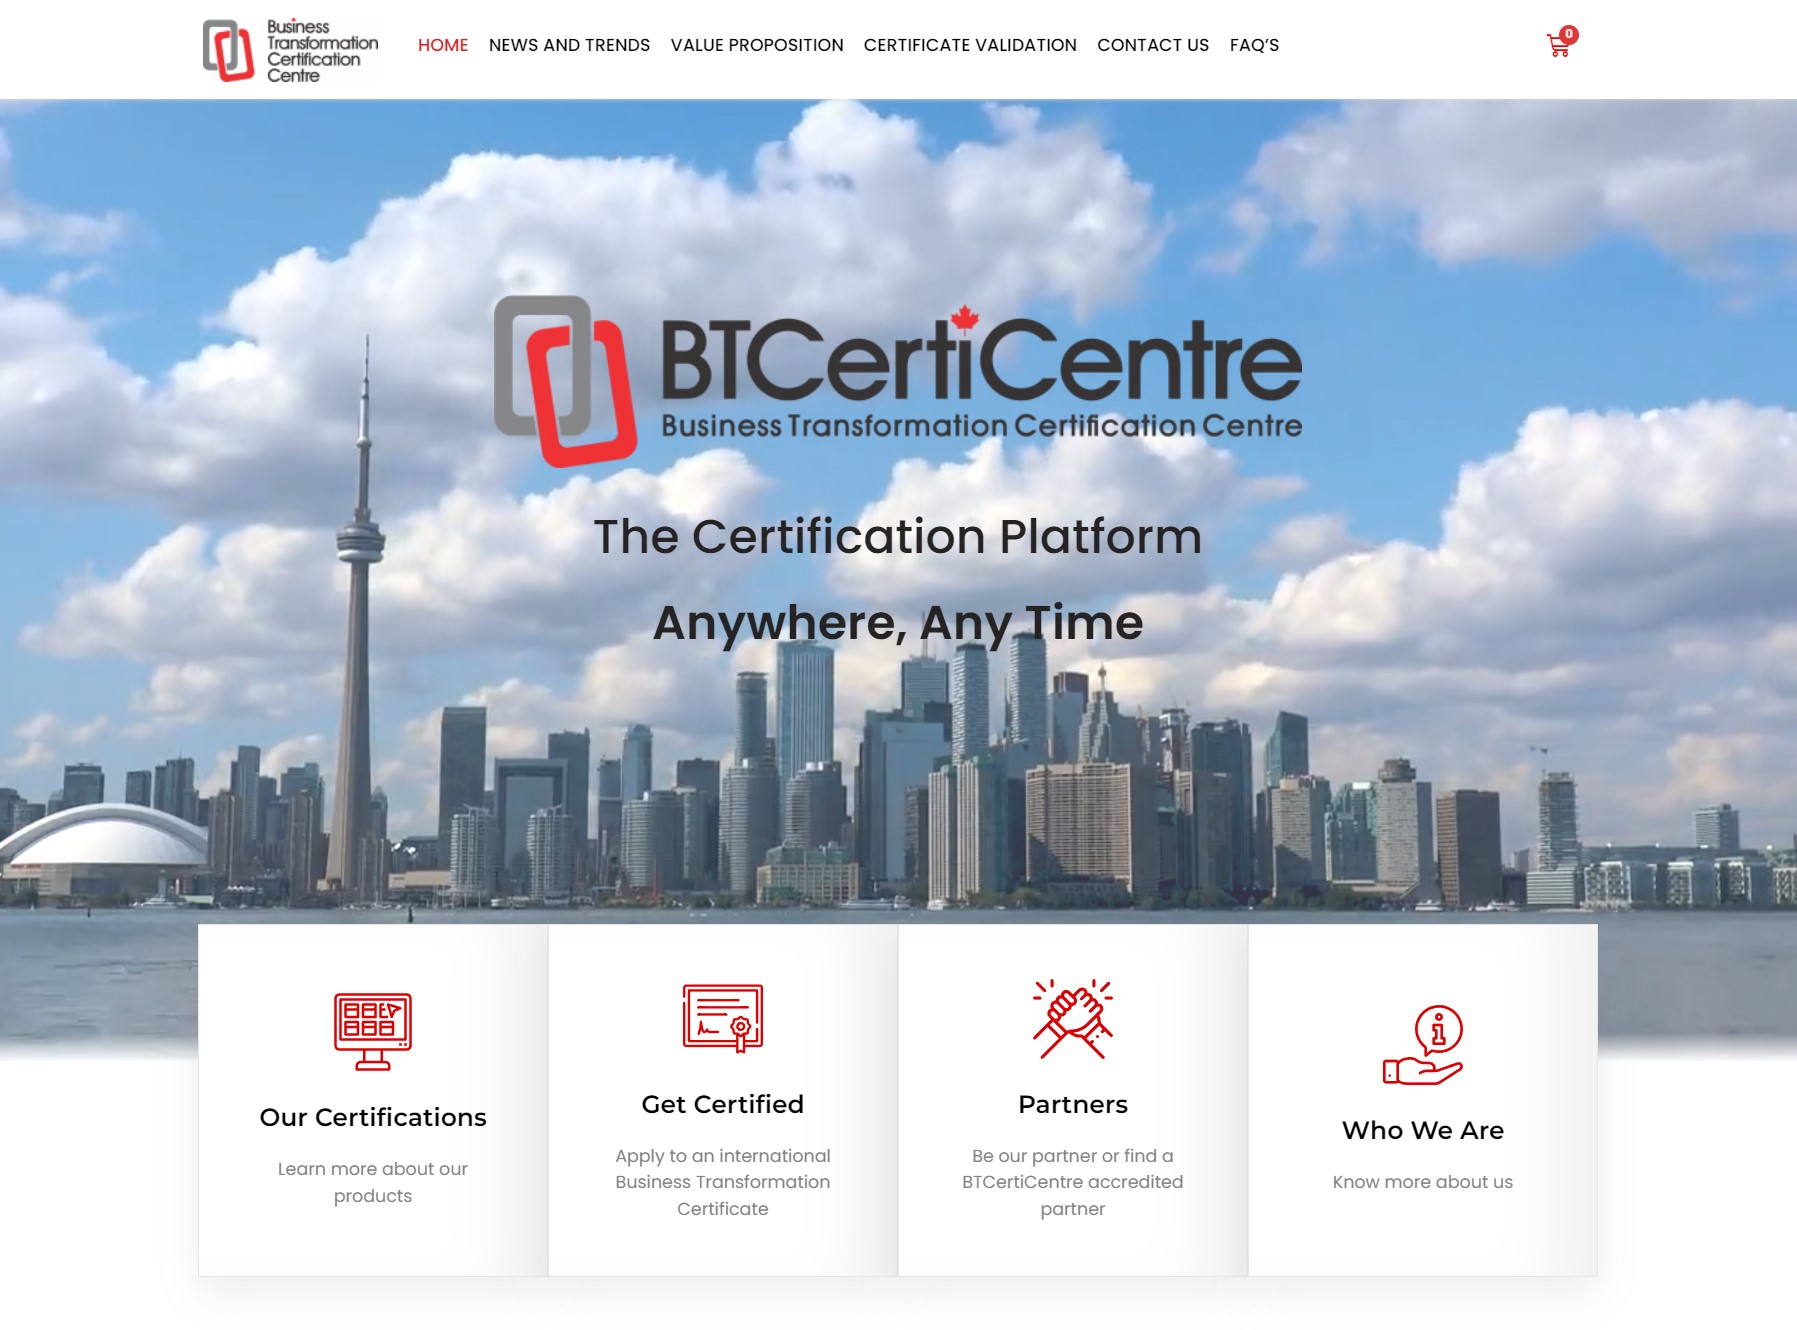 Business
Transformation
Certification
Centre
HOME
NEWS AND TRENDS
VALUE PROPOSITION
CERTIFICATE VALIDATION
CONTACT US
FAQ’S
0
BTCertiCentre
Business Transformation Certification Centre
The Certification Platform
Anywhere, Any Time
Our Certifications
Learn more about our
products
Get Certified
Apply to an international
Business Transformation
Certificate
Partners
Be our partner or find a
BTCertiCentre accredited
partner
Who We Are
Know more about us